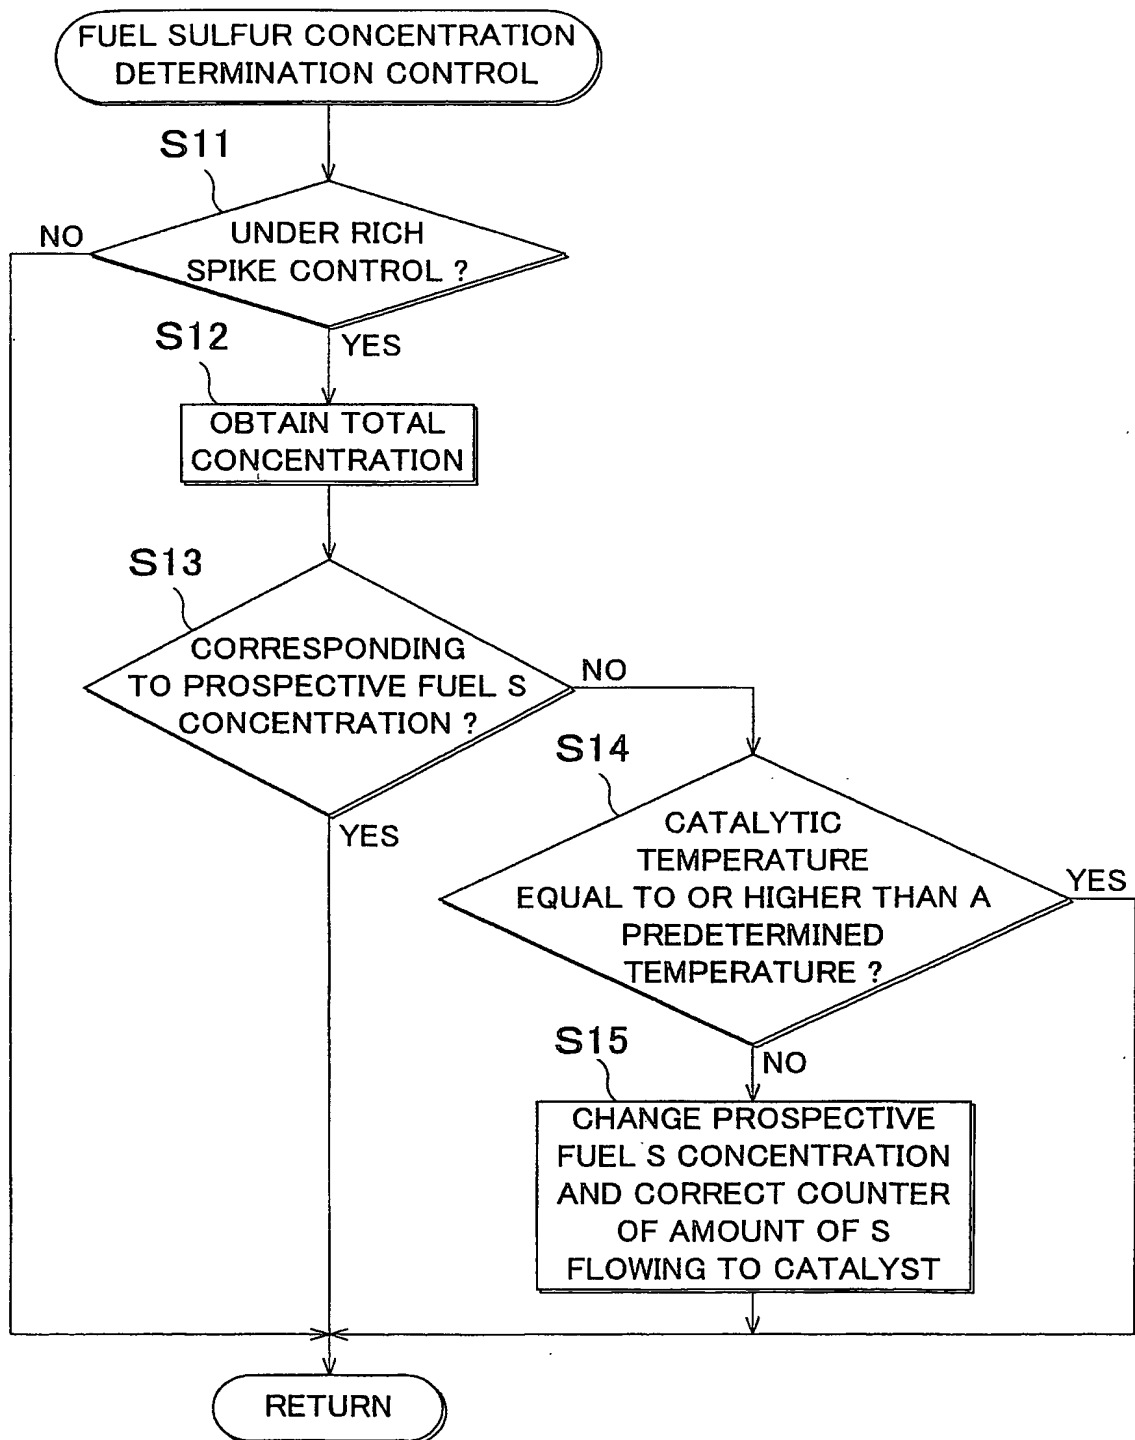 FUEL SULFUR CONCENTRATION
DETERMINATION CONTROL
S11
NO
UNDER RICH
SPIKE CONTROL ?
S12
YES
OBTAIN TOTAL
CONCENTRATION
S13
CORRESPONDING
TO PROSPECTIVE FUEL S
CONCENTRATION ?
NO
S14
YES
CATALYTIC
TEMPERATURE
EQUAL TO OR HIGHER THAN A
PREDETERMINED
TEMPERATURE ?
YES
S15
NO
CHANGE PROSPECTIVE
FUEL S CONCENTRATION
AND CORRECT COUNTER
OF AMOUNT OF S
FLOWING TO CATALYST
RETURN